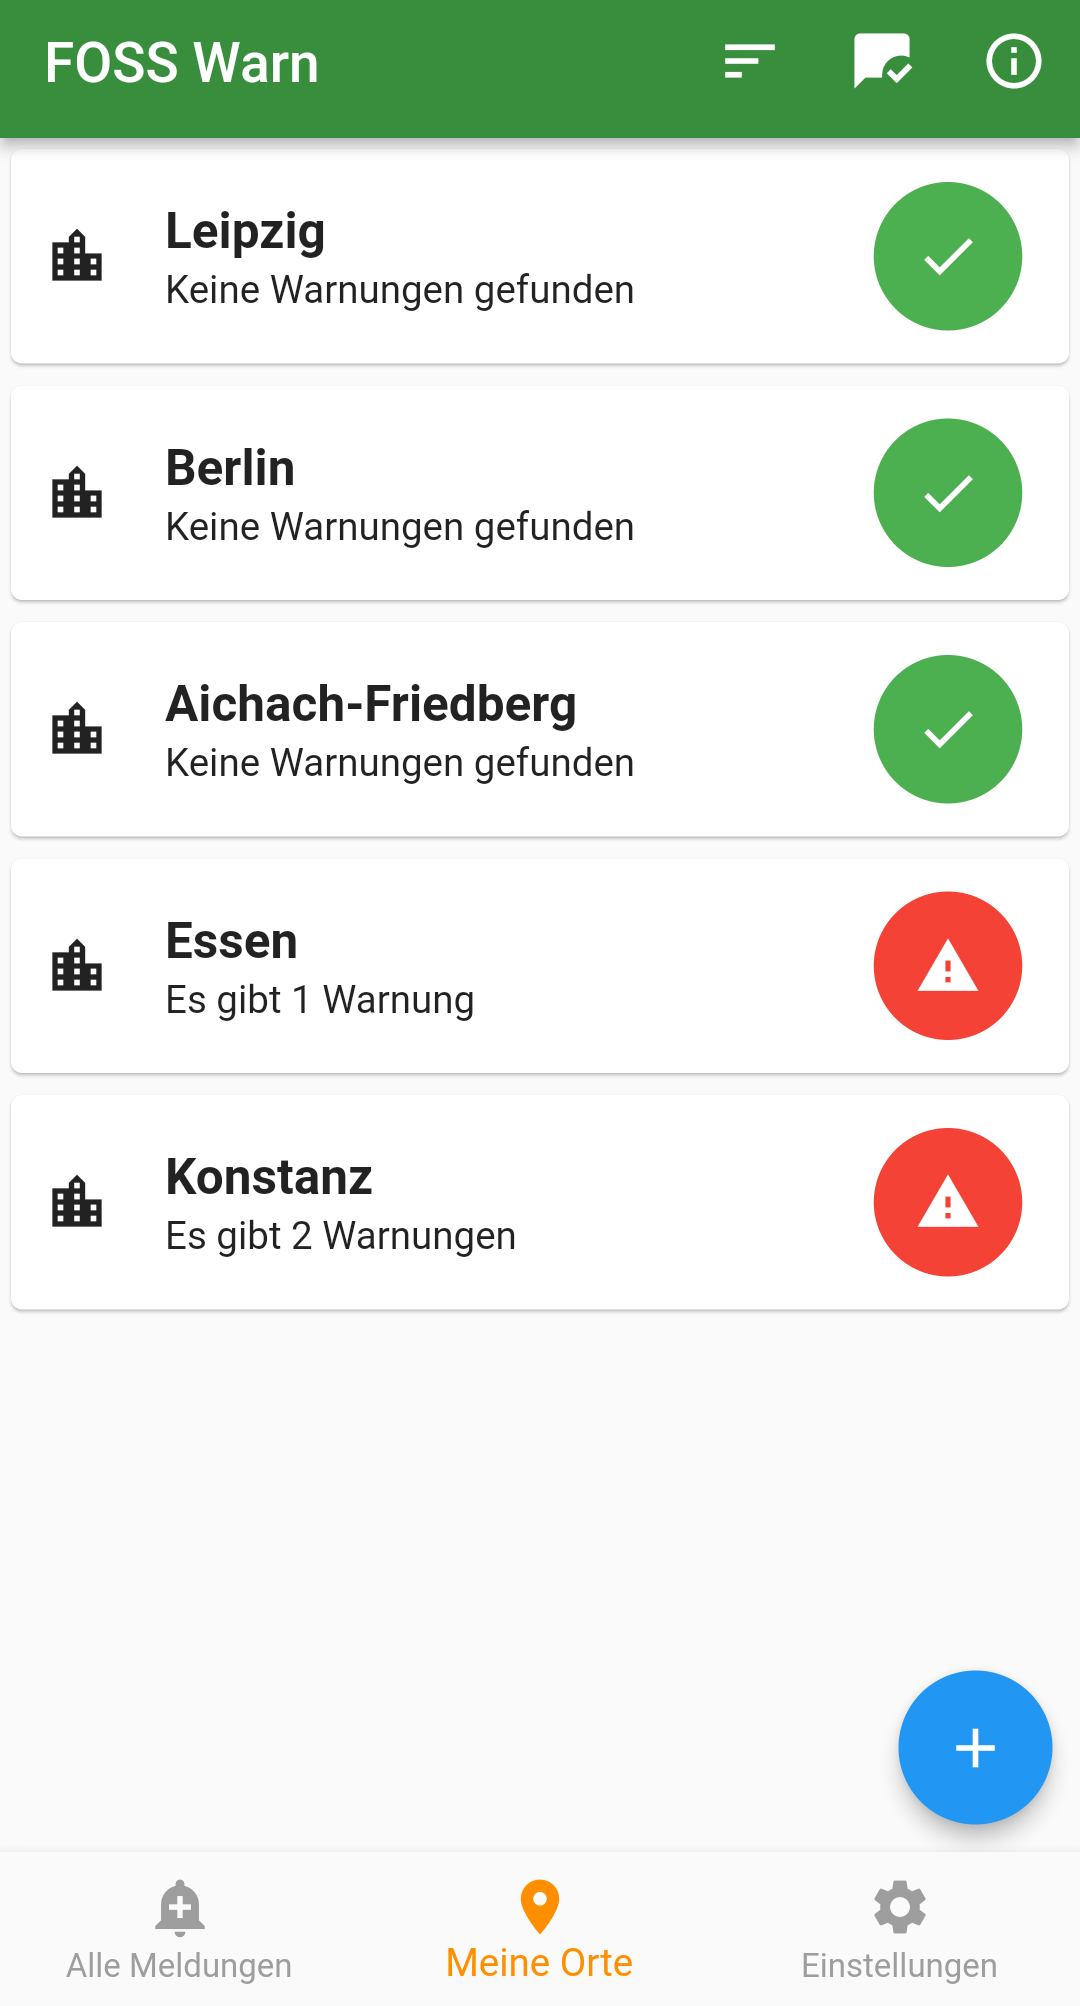 FOSS Warn
Leipzig
Keine Warnungen gefunden
Berlin
Keine Warnungen gefunden
Aichach-Friedberg
Keine Warnungen gefunden
Essen
Es gibt 1 Warnung
Konstanz
Es gibt 2 Warnungen
Alle Meldungen
Meine Orte
Einstellungen